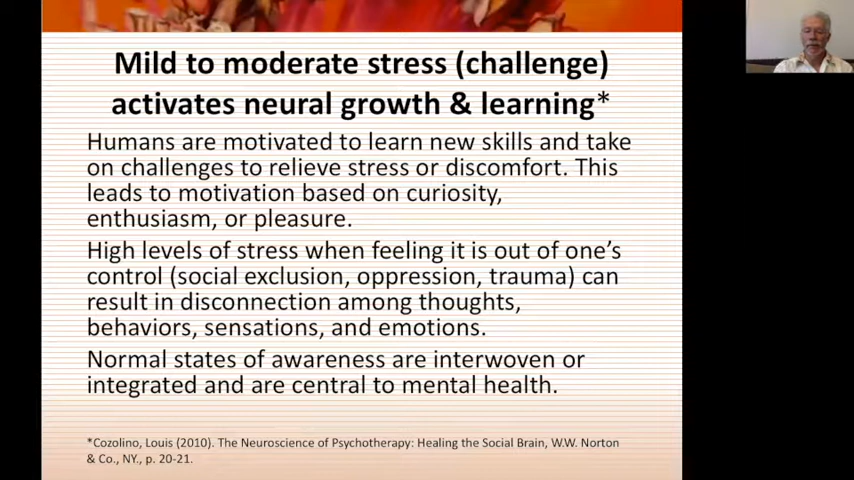 Mild to moderate stress (challenge)
activates neural growth & learning*
Humans are motivated to learn new skills and take
on challenges to relieve stress or discomfort. This
leads to motivation based on curiosity,
enthusiasm, or pleasure.
High levels of stress when feeling it is out of one’s
control (social exclusion, oppression, trauma) can
result in disconnection among thoughts,
behaviors, sensations, and emotions.
Normal states of awareness are interwoven or
integrated and are central to mental health.
*Cozolino, Louis (2010). The Neuroscience of Psychotherapy: Healing the Social Brain, W.W. Norton
& Co., NY., p. 20-21.